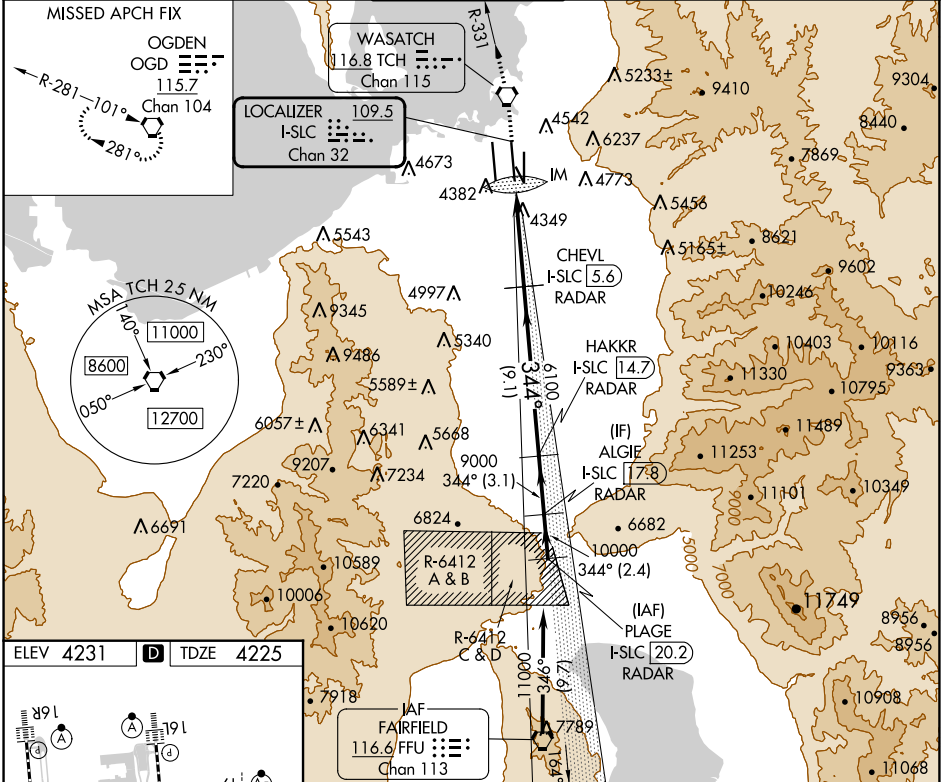 MISSED APCH FIX
OGDEN
OGD
115.7
Chan 104
R-281
101°
281°
R-331
WASATCH
116.8 TCH
Chan 115
LOCALIZER 109.5
I-SLC
Chan 32
5233±
9410
9304
8440
4542
6237
7869
4673
4382
IM
4773
4349
5456
5543
5165±
8621
CHEVL
I-SLC 5.6
RADAR
9602
10246
4997
9345
MSA TCH 25 NM
140°
11000
230°
8600
050°
12700
9486
5340
HAKKR
I-SLC 14.7
RADAR
10403
10116
9363
11330
10795
5589±
6100
344°
(9.1)
6057±
6341
5668
11489
(IF)
ALGIE
I-SLC 17.8
RADAR
11253
9207
7234
9000
344° (3.1)
7220
11101
10349
6691
6824
6682
7000
5000
7000
R-6412
A & B
10000
344° (2.4)
10589
10006
11749
10620
R-6412
C & D
(IAF)
PLAGE
I-SLC 20.2
RADAR
8956
8956
ELEV 4231
D
TDZE 4225
11000
346°
(9.7)
7918
10908
IAF
FAIRFIELD
116.6 FFU
Chan 113
7789
164°
11068
16R
16L
A
A
P
P